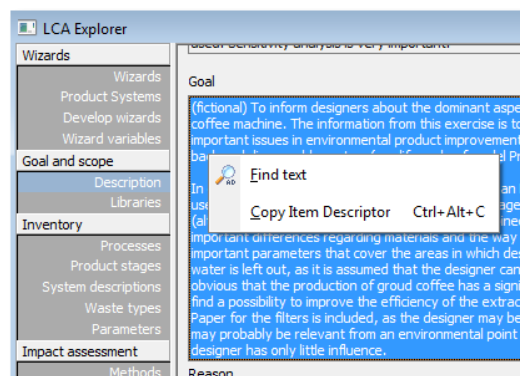 LCA Explorer
Wizards
Wizards
Product Systems
Develop wizards
Wizard variables
Goal and scope
Description
Libraries
Inventory
Processes
Product stages
System descriptions
Waste types
Parameters
Impact assessment
Methods
used. Sensitivity analysis is very important.
Goal
(fictional) To inform designers about the dominant aspe
coffee machine. The information from this exercise is to
important issues in environmental product improvement
Find text
Copy Item Descriptor Ctrl+Alt+C
In
use
(al
important differences regarding materials and the way
important parameters that cover the areas in which des
water is left out, as it is assumed that the designer can
obvious that the production of groud coffee has a signi
find a possibility to improve the efficiency of the extrac
Paper for the filters is included, as the designer may be
may probably be relevant from an environmental point
designer has only little influence.
Reason